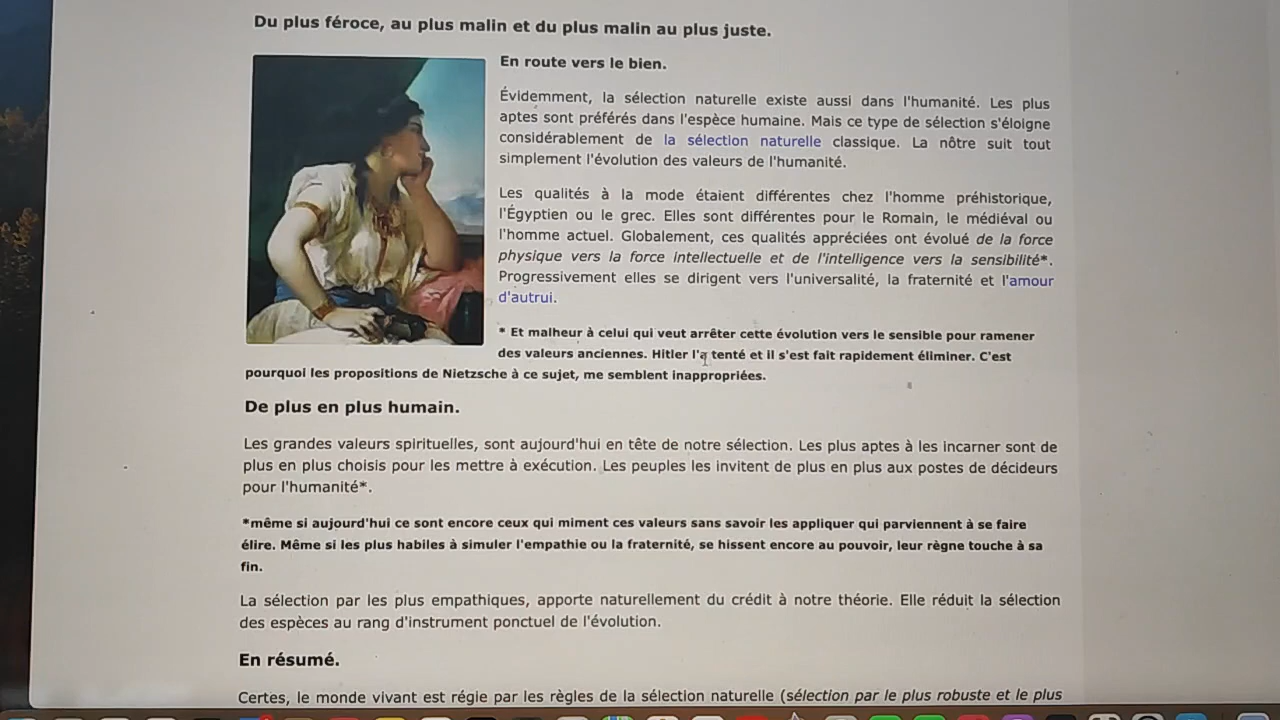 Du plus féroce, au plus malin et du plus malin au plus juste.
En route vers le bien.
Évidemment, la sélection naturelle existe aussi dans l'humanité. Les plus
aptes sont préférés dans l'espèce humaine. Mais ce type de sélection s'éloigne
considérablement de la sélection naturelle classique. La nôtre suit tout
simplement l'évolution des valeurs de l'humanité.
Les qualités à la mode étaient différentes chez l'homme préhistorique,
l'Égyptien ou le grec. Elles sont différentes pour le Romain, le médiéval ou
l'homme actuel. Globalement, ces qualités appréciées ont évolué de la force
physique vers la force intellectuelle et de l'intelligence vers la sensibilité*.
Progressivement elles se dirigent vers l'universalité, la fraternité et l'amour
d'autrui.
* Et malheur à celui qui veut arrêter cette évolution vers le sensible pour ramener
des valeurs anciennes. Hitler l'a tenté et il s'est fait rapidement éliminer. C'est
pourquoi les propositions de Nietzsche à ce sujet, me semblent inappropriées.
De plus en plus humain.
Les grandes valeurs spirituelles, sont aujourd'hui en tête de notre sélection. Les plus aptes à les incarner sont de
plus en plus choisis pour les mettre à exécution. Les peuples les invitent de plus en plus aux postes de décideurs
pour l'humanité*.
*même si aujourd'hui ce sont encore ceux qui miment ces valeurs sans savoir les appliquer qui parviennent à se faire
élire. Même si les plus habiles à simuler l'empathie ou la fraternité, se hissent encore au pouvoir, leur règne touche à sa
fin.
La sélection par les plus empathiques, apporte naturellement du crédit à notre théorie. Elle réduit la sélection
des espèces au rang d'instrument ponctuel de l'évolution.
En résumé.
Certes, le monde vivant est régie par les règles de la sélection naturelle (sélection par le plus robuste et le plus